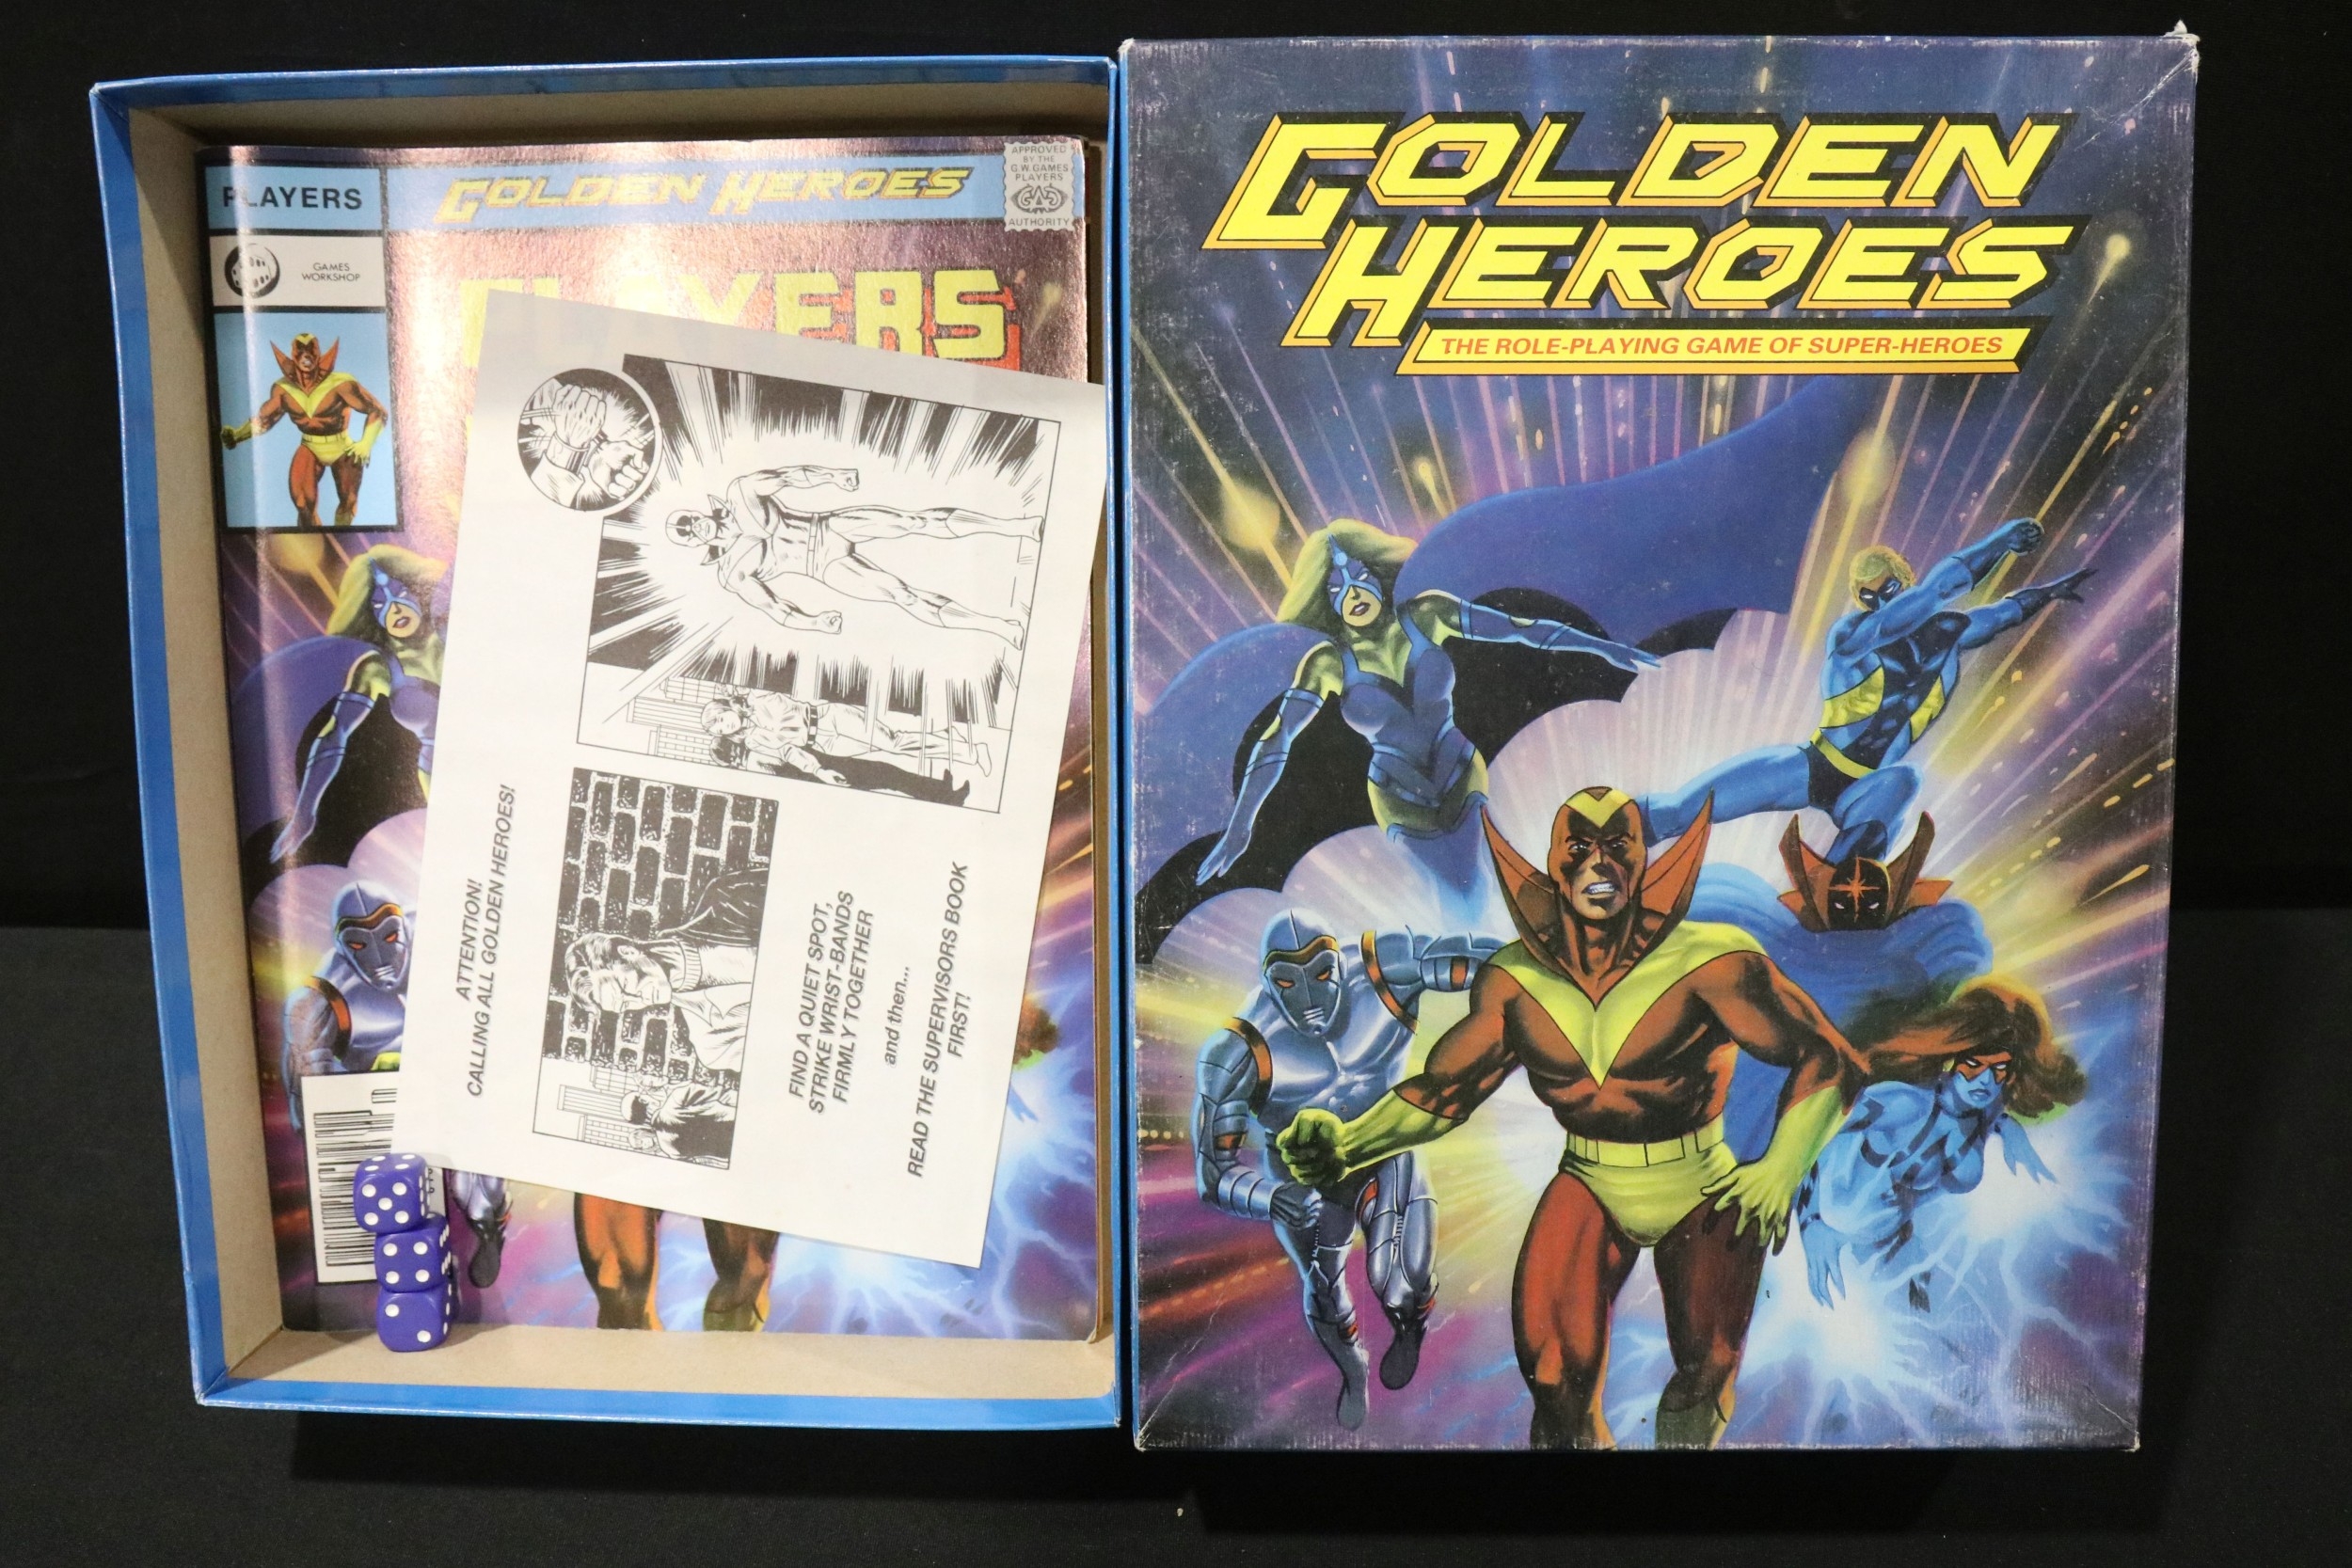 PLAYERS
GOLDEN HEROES
APPROVED
BY THE
G.W. GAMES
PLAYERS
AUTHORITY
GAMES
WORKSHOP
PLAYERS
ATTENTION!
CALLING ALL GOLDEN HEROES!
FIND A QUIET SPOT,
STRIKE WRIST-BANDS
FIRMLY TOGETHER
and then...
READ THE SUPERVISORS BOOK
FIRST!
GOLDEN
HEROES
THE ROLE-PLAYING GAME OF SUPER-HEROES